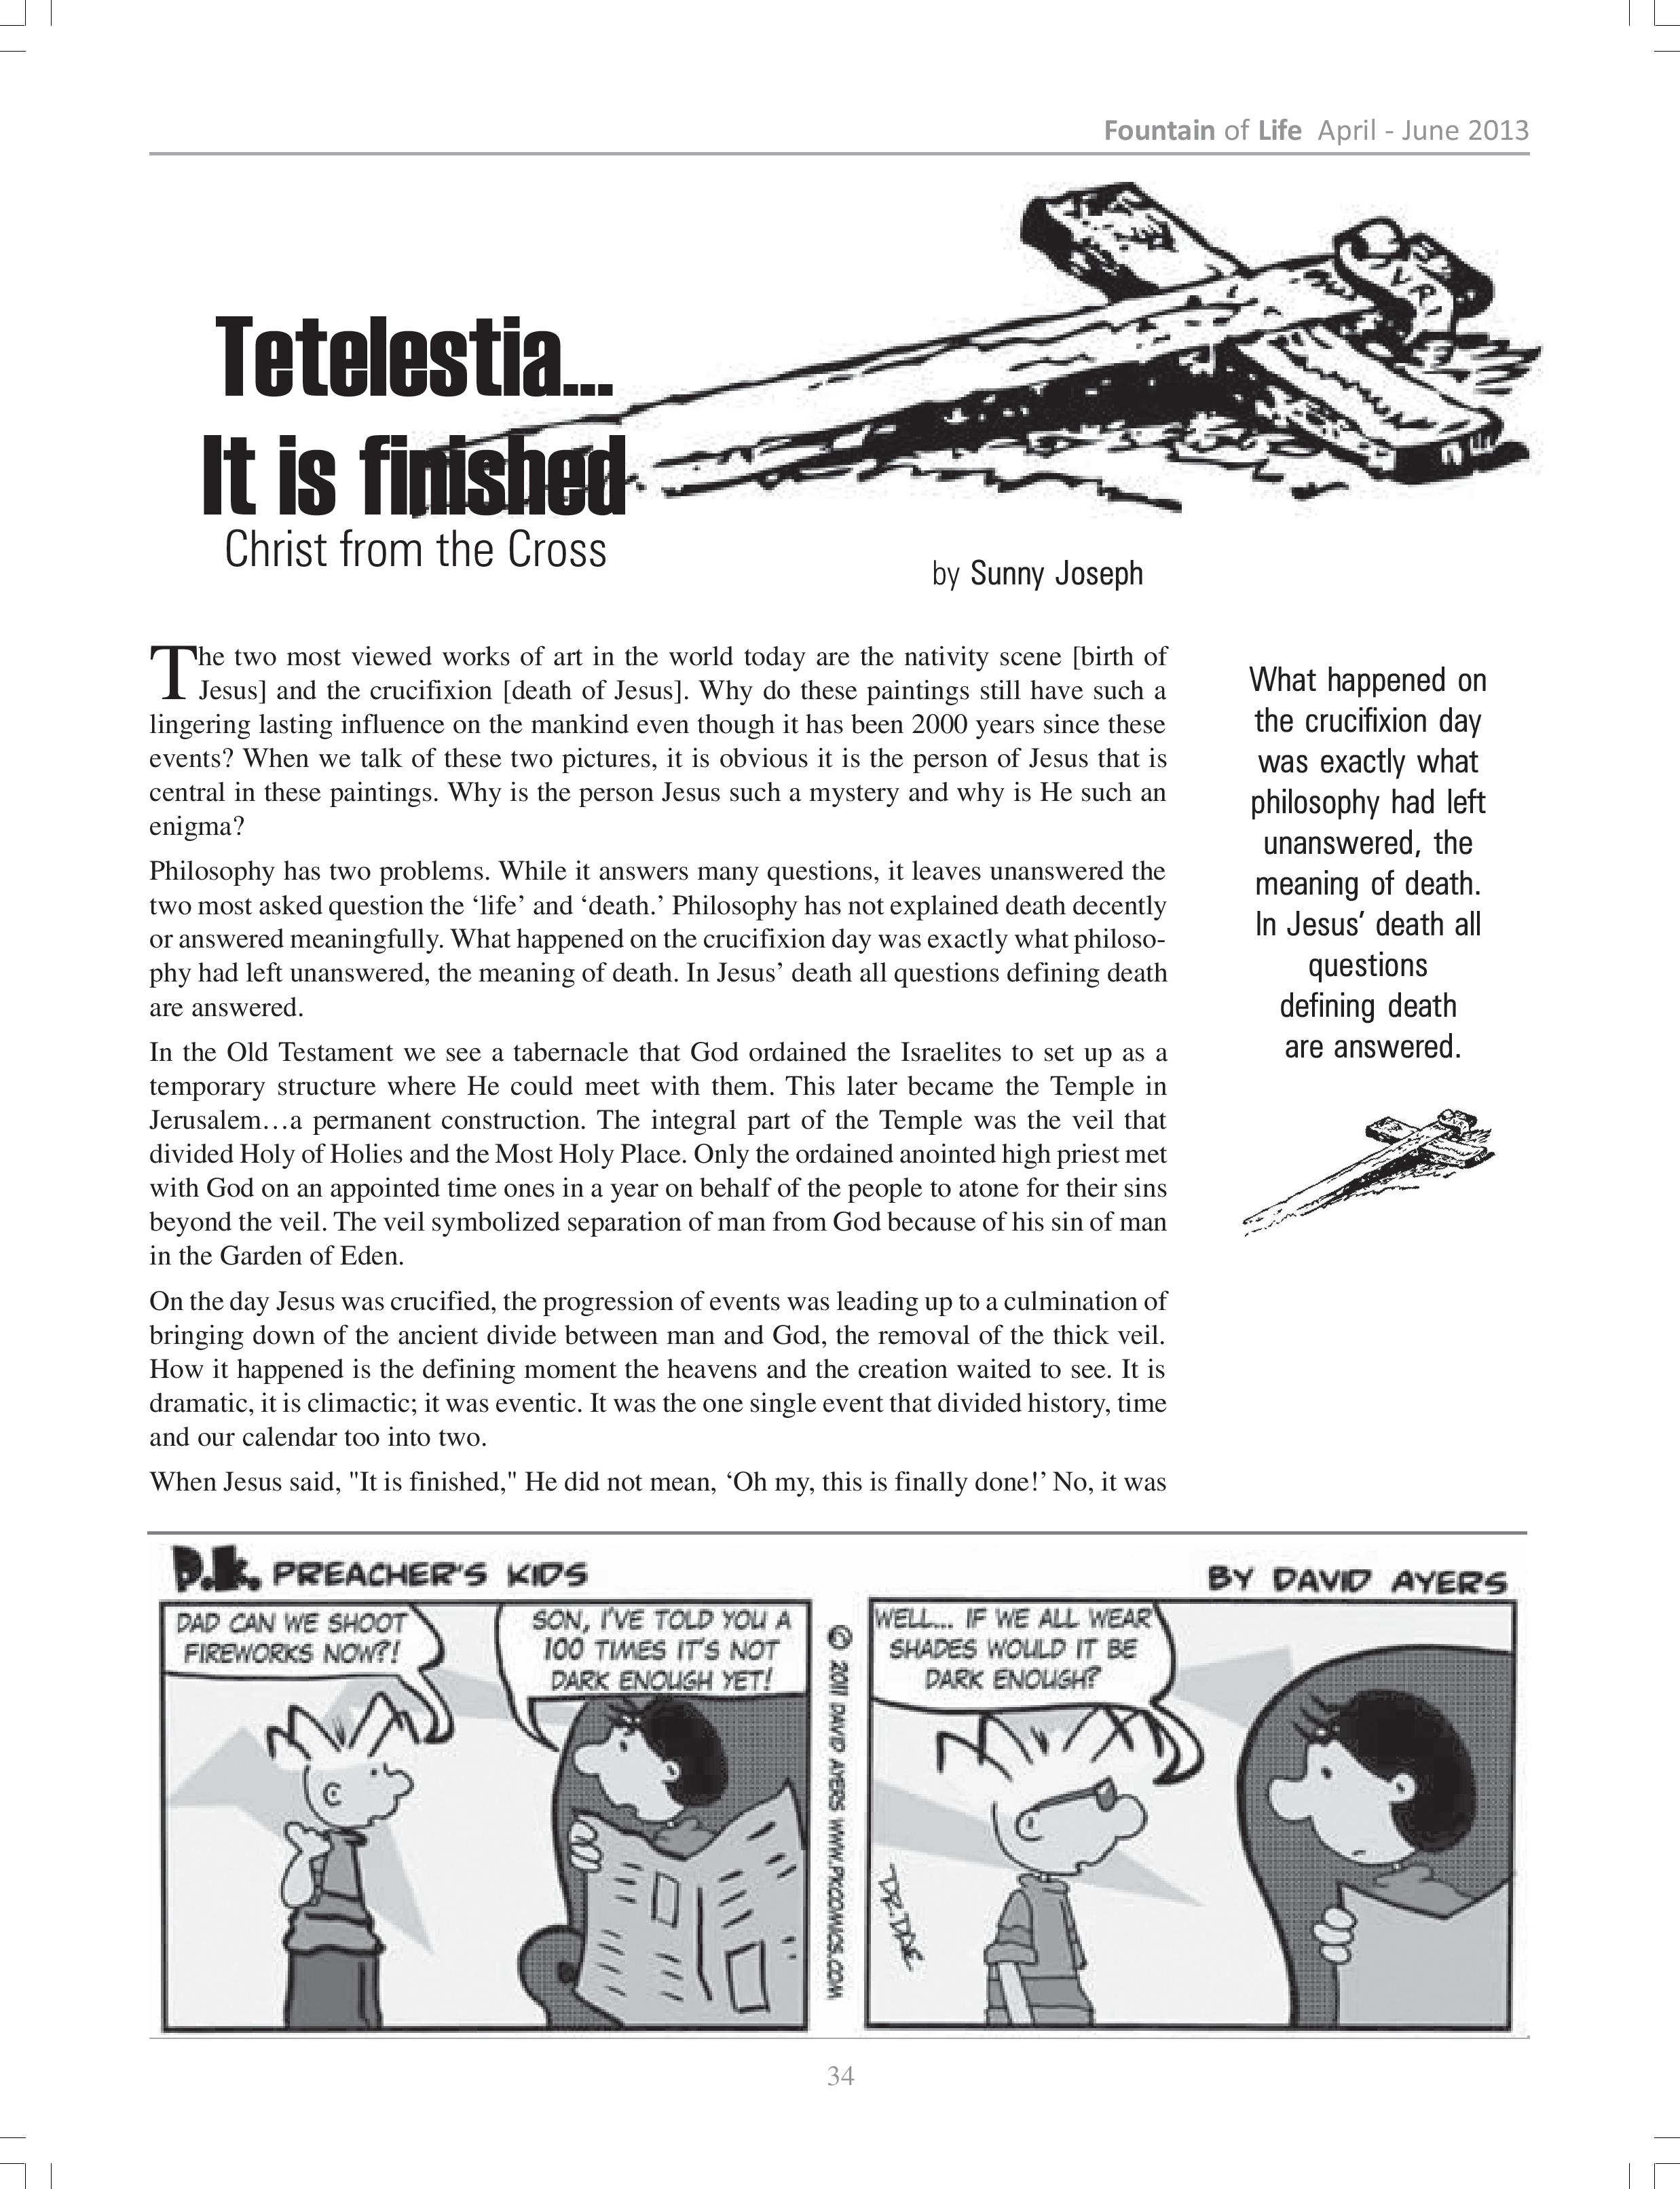 Fountain of Life April - June 2013
Tetelestia...
It is finished
Christ from the Cross
by Sunny Joseph
The two most viewed works of art in the world today are the nativity scene [birth of
Jesus] and the crucifixion [death of Jesus]. Why do these paintings still have such a
lingering lasting influence on the mankind even though it has been 2000 years since these
events? When we talk of these two pictures, it is obvious it is the person of Jesus that is
central in these paintings. Why is the person Jesus such a mystery and why is He such an
enigma?
Philosophy has two problems. While it answers many questions, it leaves unanswered the
two most asked question the ‘life’ and ‘death.’ Philosophy has not explained death decently
or answered meaningfully. What happened on the crucifixion day was exactly what philoso-
phy had left unanswered, the meaning of death. In Jesus’ death all questions defining death
are answered.
In the Old Testament we see a tabernacle that God ordained the Israelites to set up as a
temporary structure where He could meet with them. This later became the Temple in
Jerusalem…a permanent construction. The integral part of the Temple was the veil that
divided Holy of Holies and the Most Holy Place. Only the ordained anointed high priest met
with God on an appointed time ones in a year on behalf of the people to atone for their sins
beyond the veil. The veil symbolized separation of man from God because of his sin of man
in the Garden of Eden.
On the day Jesus was crucified, the progression of events was leading up to a culmination of
bringing down of the ancient divide between man and God, the removal of the thick veil.
How it happened is the defining moment the heavens and the creation waited to see. It is
dramatic, it is climactic; it was eventic. It was the one single event that divided history, time
and our calendar too into two.
When Jesus said, "It is finished," He did not mean, ‘Oh my, this is finally done!’ No, it was
What happened on
the crucifixion day
was exactly what
philosophy had left
unanswered, the
meaning of death.
In Jesus’ death all
questions
defining death
are answered.
P.K. PREACHER'S KIDS
BY DAVID AYERS
DAD CAN WE SHOOT
FIREWORKS NOW?!
SON, I'VE TOLD YOU A
100 TIMES IT'S NOT
DARK ENOUGH YET!
© 2011 DAVID AYERS WWW.PKCOMICS.COM
WELL... IF WE ALL WEAR
SHADES WOULD IT BE
DARK ENOUGH?
34